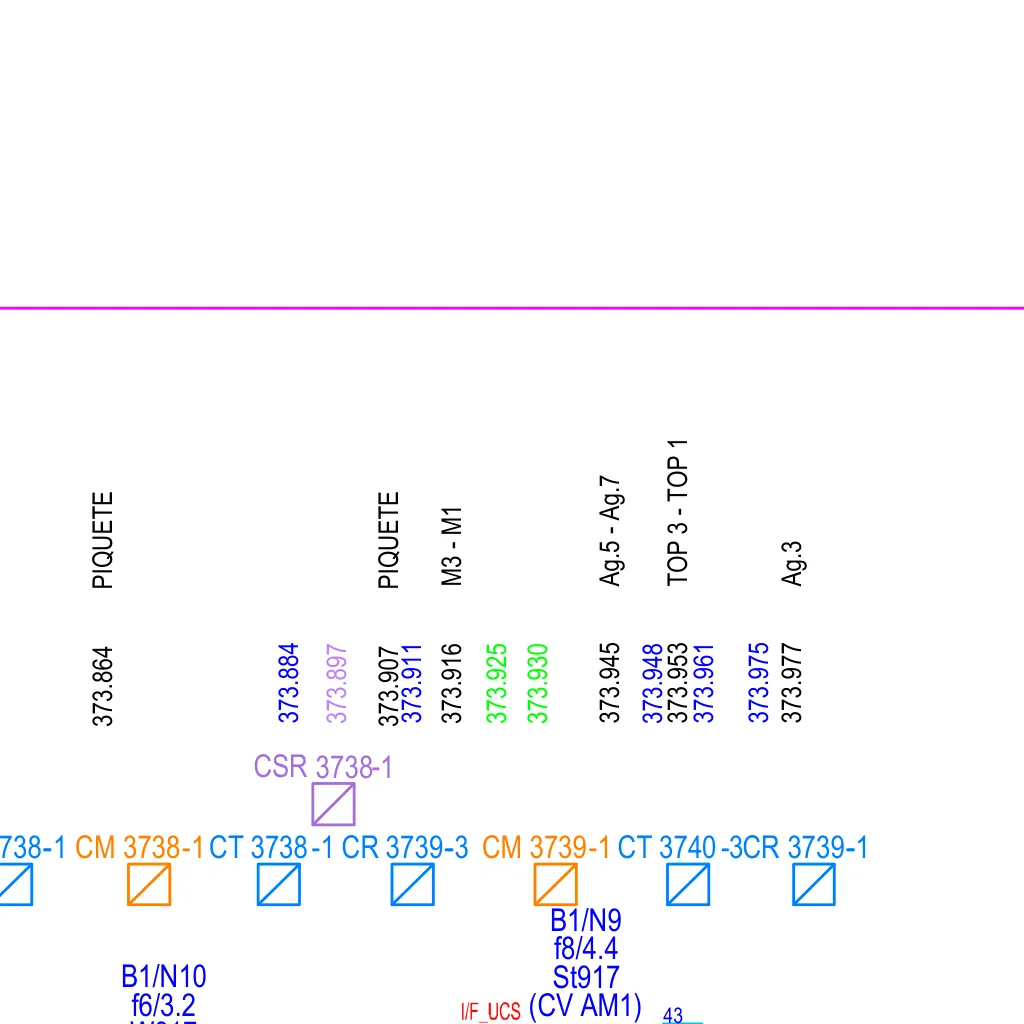 PIQUETE
PIQUETE
M3 - M1
Ag.5 - Ag.7
TOP 3 - TOP 1
Ag.3
373.864
373.884
373.897
373.907
373.911
373.916
373.925
373.930
373.945
373.948
373.953
373.961
373.975
373.977
CSR 3738-1
738-1 CM 3738-1 CT 3738-1 CR 3739-3 CM 3739-1 CT 3740-3 CR 3739-1
B1/N9
f8/4.4
St917
(CV AM1)
B1/N10
f6/3.2
I/F_UCS
43